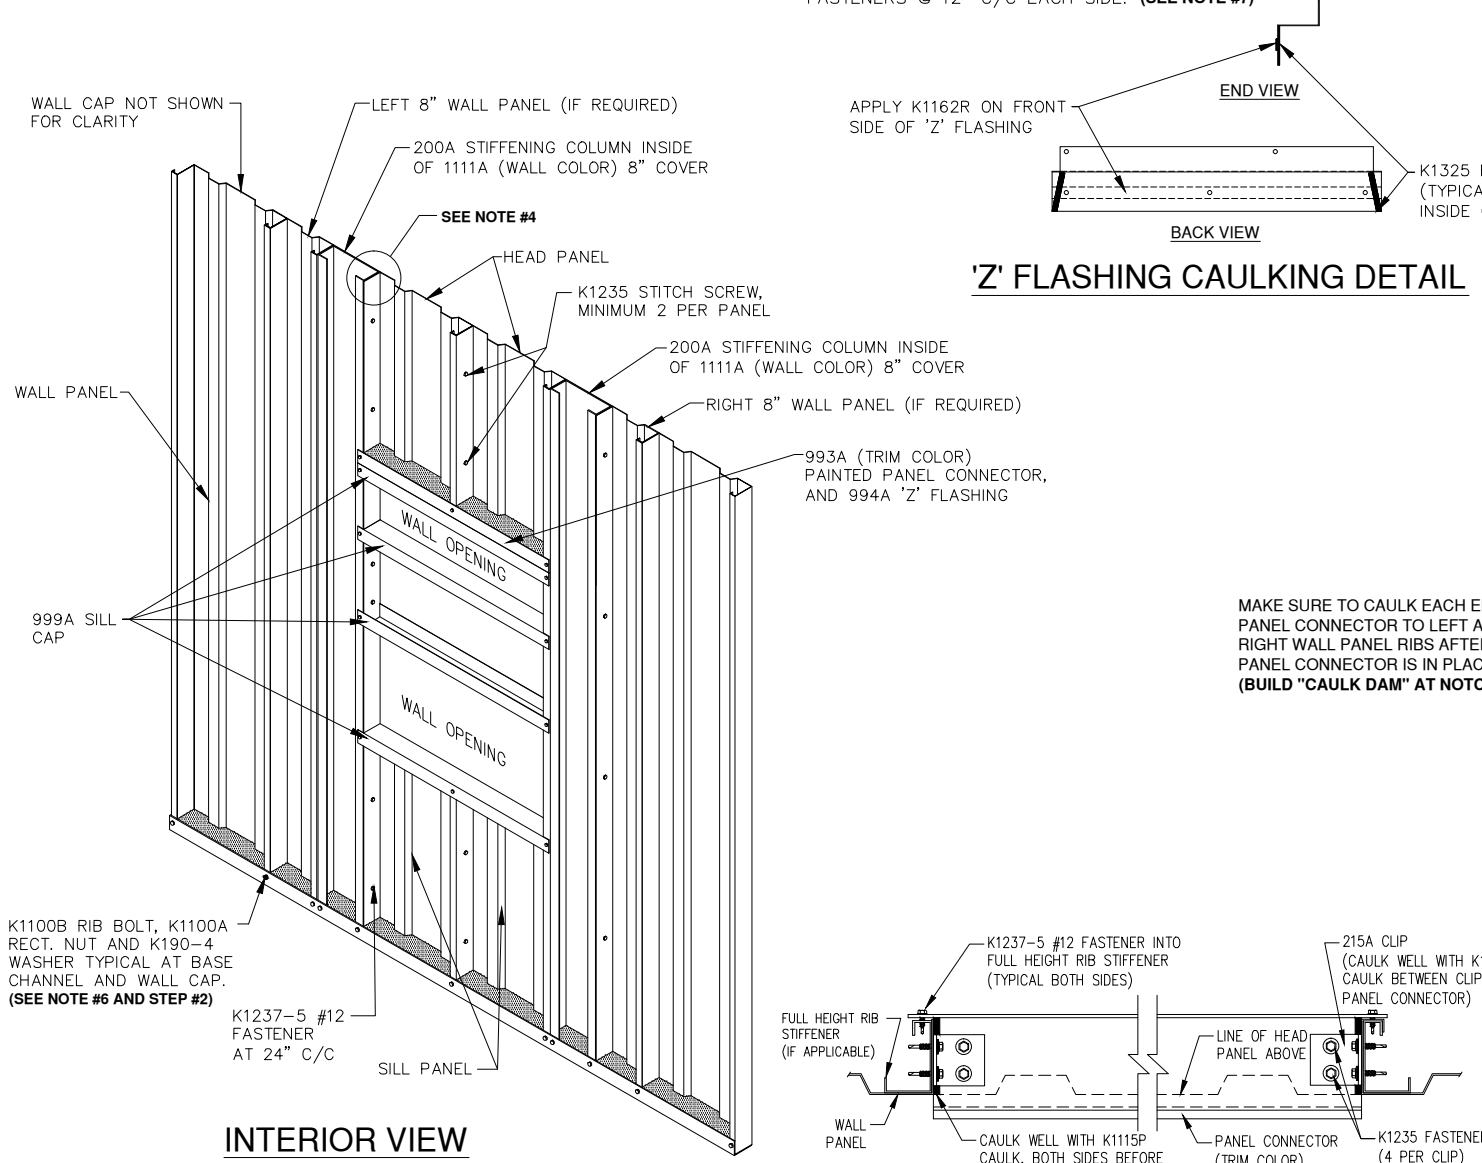 FASTENERS @ 12" C/C EACH SIDE. (SEE NOTE #7)
END VIEW
APPLY K1162R ON FRONT
SIDE OF 'Z' FLASHING
K1325
(TYPICA
INSIDE
BACK VIEW
'Z' FLASHING CAULKING DETAIL
WALL CAP NOT SHOWN
FOR CLARITY
LEFT 8" WALL PANEL (IF REQUIRED)
200A STIFFENING COLUMN INSIDE
OF 1111A (WALL COLOR) 8" COVER
SEE NOTE #4
HEAD PANEL
K1235 STITCH SCREW,
MINIMUM 2 PER PANEL
200A STIFFENING COLUMN INSIDE
OF 1111A (WALL COLOR) 8" COVER
WALL PANEL
RIGHT 8" WALL PANEL (IF REQUIRED)
993A (TRIM COLOR)
PAINTED PANEL CONNECTOR,
AND 994A 'Z' FLASHING
WALL OPENING
999A SILL
CAP
WALL OPENING
MAKE SURE TO CAULK EACH E
PANEL CONNECTOR TO LEFT A
RIGHT WALL PANEL RIBS AFTE
PANEL CONNECTOR IS IN PLAC
(BUILD "CAULK DAM" AT NOTC
K1100B RIB BOLT, K1100A
RECT. NUT AND K190-4
WASHER TYPICAL AT BASE
CHANNEL AND WALL CAP.
(SEE NOTE #6 AND STEP #2)
K1237-5 #12
FASTENER
AT 24" C/C
SILL PANEL
INTERIOR VIEW
K1237-5 #12 FASTENER INTO
FULL HEIGHT RIB STIFFENER
(TYPICAL BOTH SIDES)
215A CLIP
(CAULK WELL WITH K1
CAULK BETWEEN CLIP
PANEL CONNECTOR)
FULL HEIGHT RIB
STIFFENER
(IF APPLICABLE)
LINE OF HEAD
PANEL ABOVE
WALL
PANEL
CAULK WELL WITH K1115P
CAULK, BOTH SIDES BEFORE
PANEL CONNECTOR
(TRIM COLOR)
K1235 FASTENE
(4 PER CLIP)